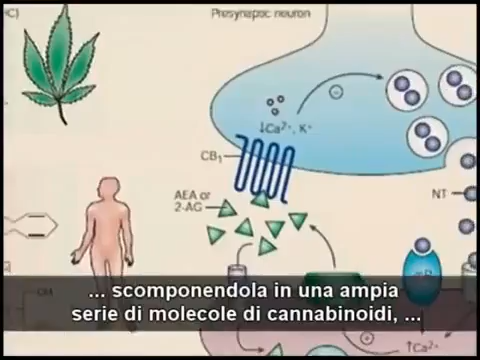 Presynaptic neuron
↓Ca²⁺, K⁺
CB₁
AEA or
2-AG
NT
... scomponendola in una ampia
serie di molecole di cannabinoidi, ...
↑Ca²⁺